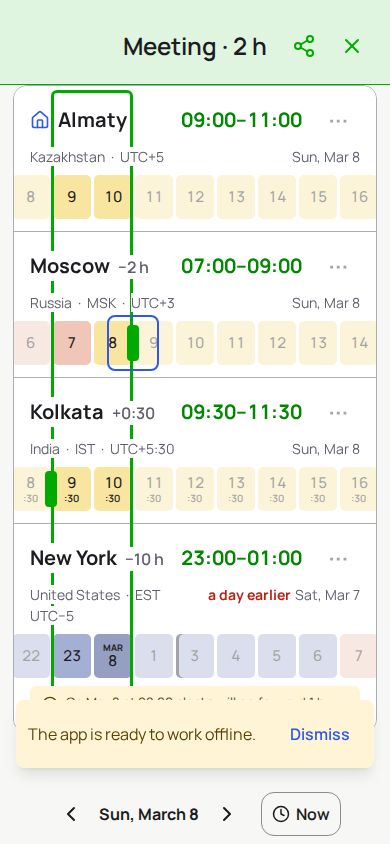 Meeting · 2 h
Almaty 09:00–11:00 ...
Kazakhstan · UTC+5 Sun, Mar 8
8 9 10 11 12 13 14 15 16
Moscow −2 h 07:00–09:00 ...
Russia · MSK · UTC+3 Sun, Mar 8
6 7 8 9 10 11 12 13 14
Kolkata +0:30 09:30–11:30 ...
India · IST · UTC+5:30 Sun, Mar 8
8 9 10 11 12 13 14 15 16
:30 :30 :30 :30 :30 :30 :30 :30 :30
New York −10 h 23:00–01:00 ...
United States · EST a day earlier Sat, Mar 7
UTC−5
MAR
22 23 8 1 3 4 5 6 7
The app is ready to work offline. Dismiss
Sun, March 8 Now